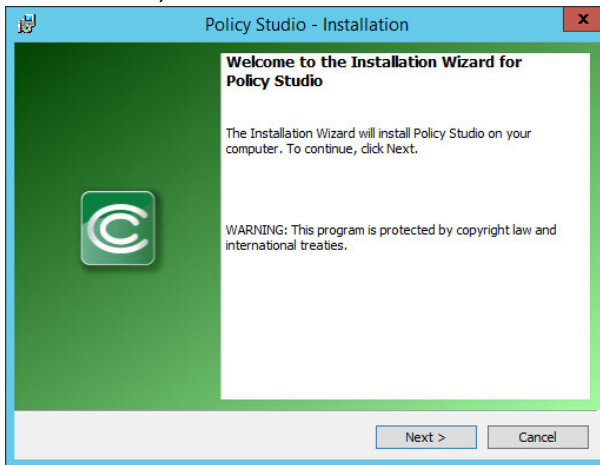 Policy Studio - Installation
x
Welcome to the Installation Wizard for
Policy Studio
The Installation Wizard will install Policy Studio on your
computer. To continue, click Next.
WARNING: This program is protected by copyright law and
international treaties.
Next >
Cancel